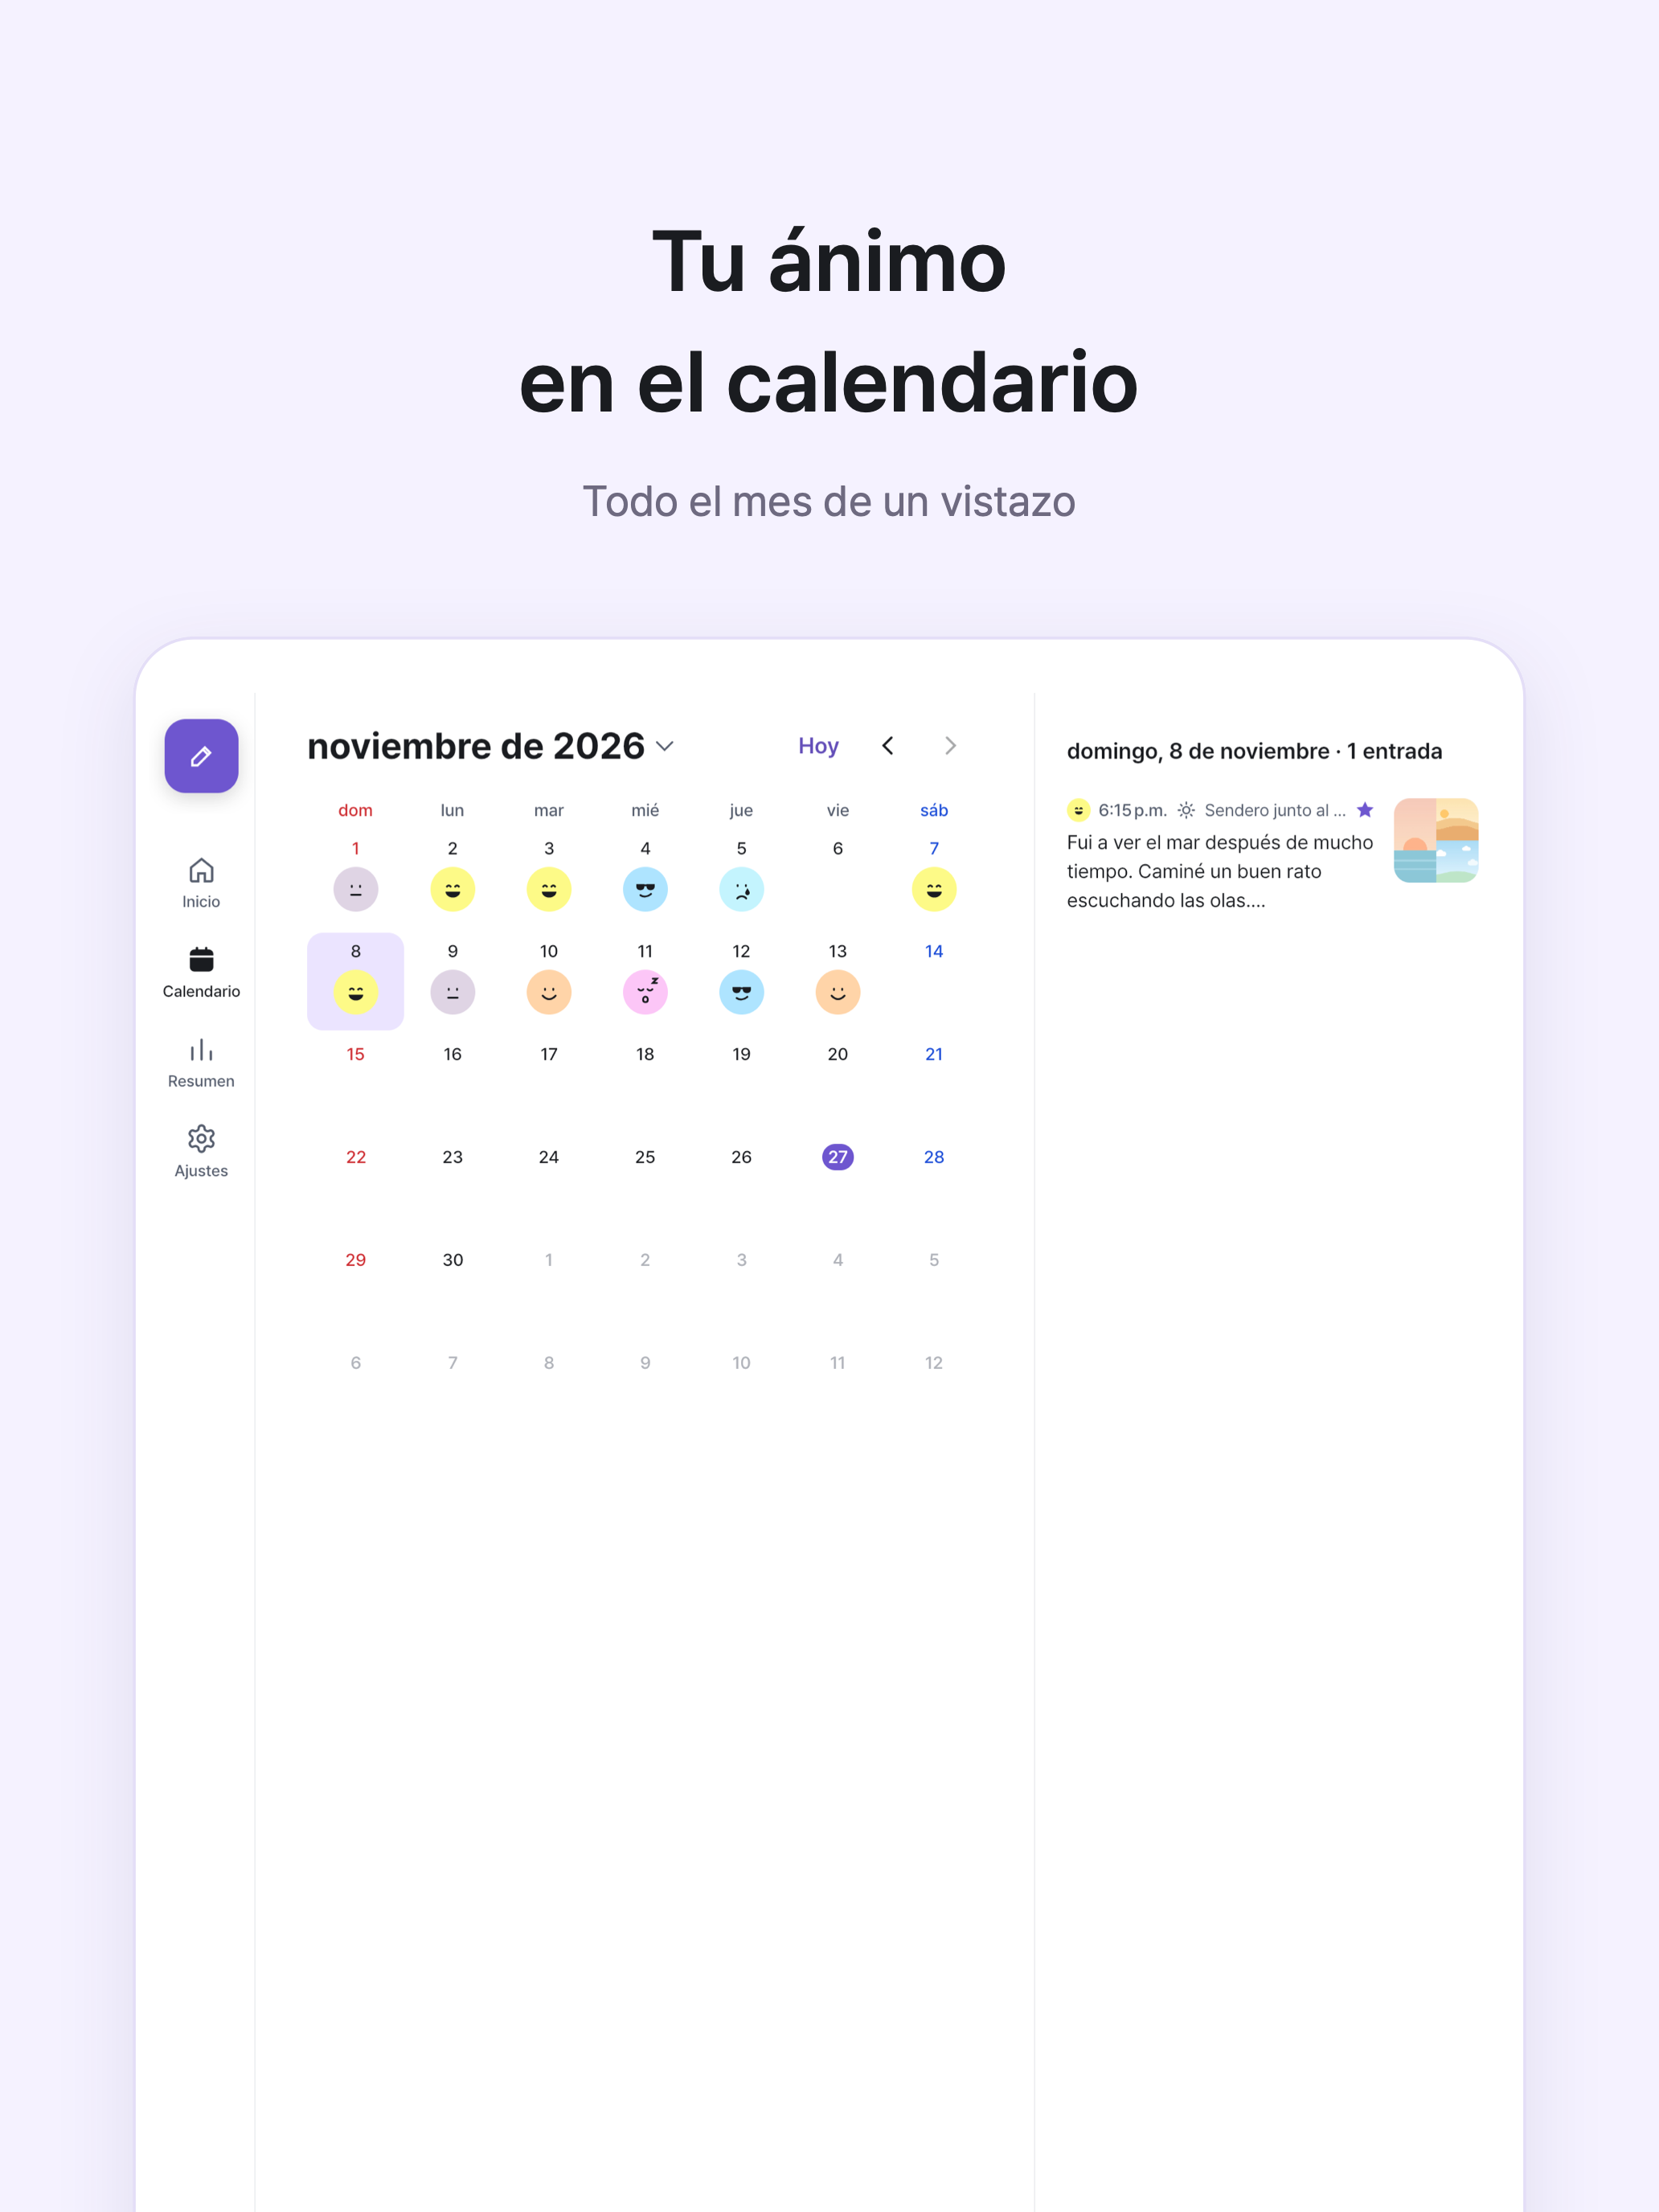 Tu ánimo
en el calendario
Todo el mes de un vistazo
Inicio
Calendario
Resumen
Ajustes
noviembre de 2026
Hoy
dom lun mar mié jue vie sáb
1 2 3 4 5 6 7
8 9 10 11 12 13 14
15 16 17 18 19 20 21
22 23 24 25 26 27 28
29 30 1 2 3 4 5
6 7 8 9 10 11 12
domingo, 8 de noviembre · 1 entrada
6:15 p.m. Sendero junto al ...
Fui a ver el mar después de mucho
tiempo. Caminé un buen rato
escuchando las olas....